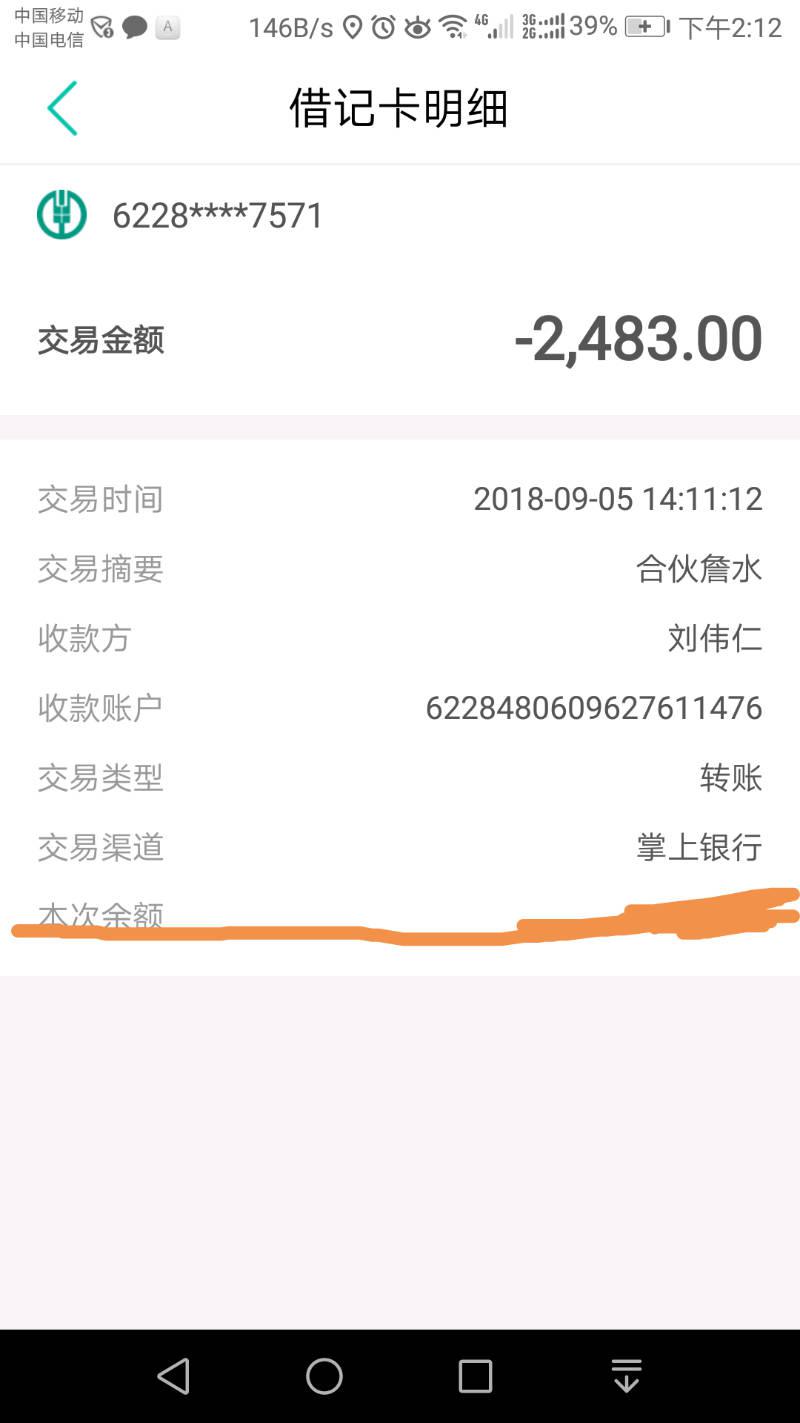 中国移动
中国电信
A
146B/s 4G 3G 2G 39% 下午2:12
借记卡明细
6228****7571
交易金额 -2,483.00
交易时间 2018-09-05 14:11:12
交易摘要 合伙詹水
收款方 刘伟仁
收款账户 6228480609627611476
交易类型 转账
交易渠道 掌上银行
本次余额